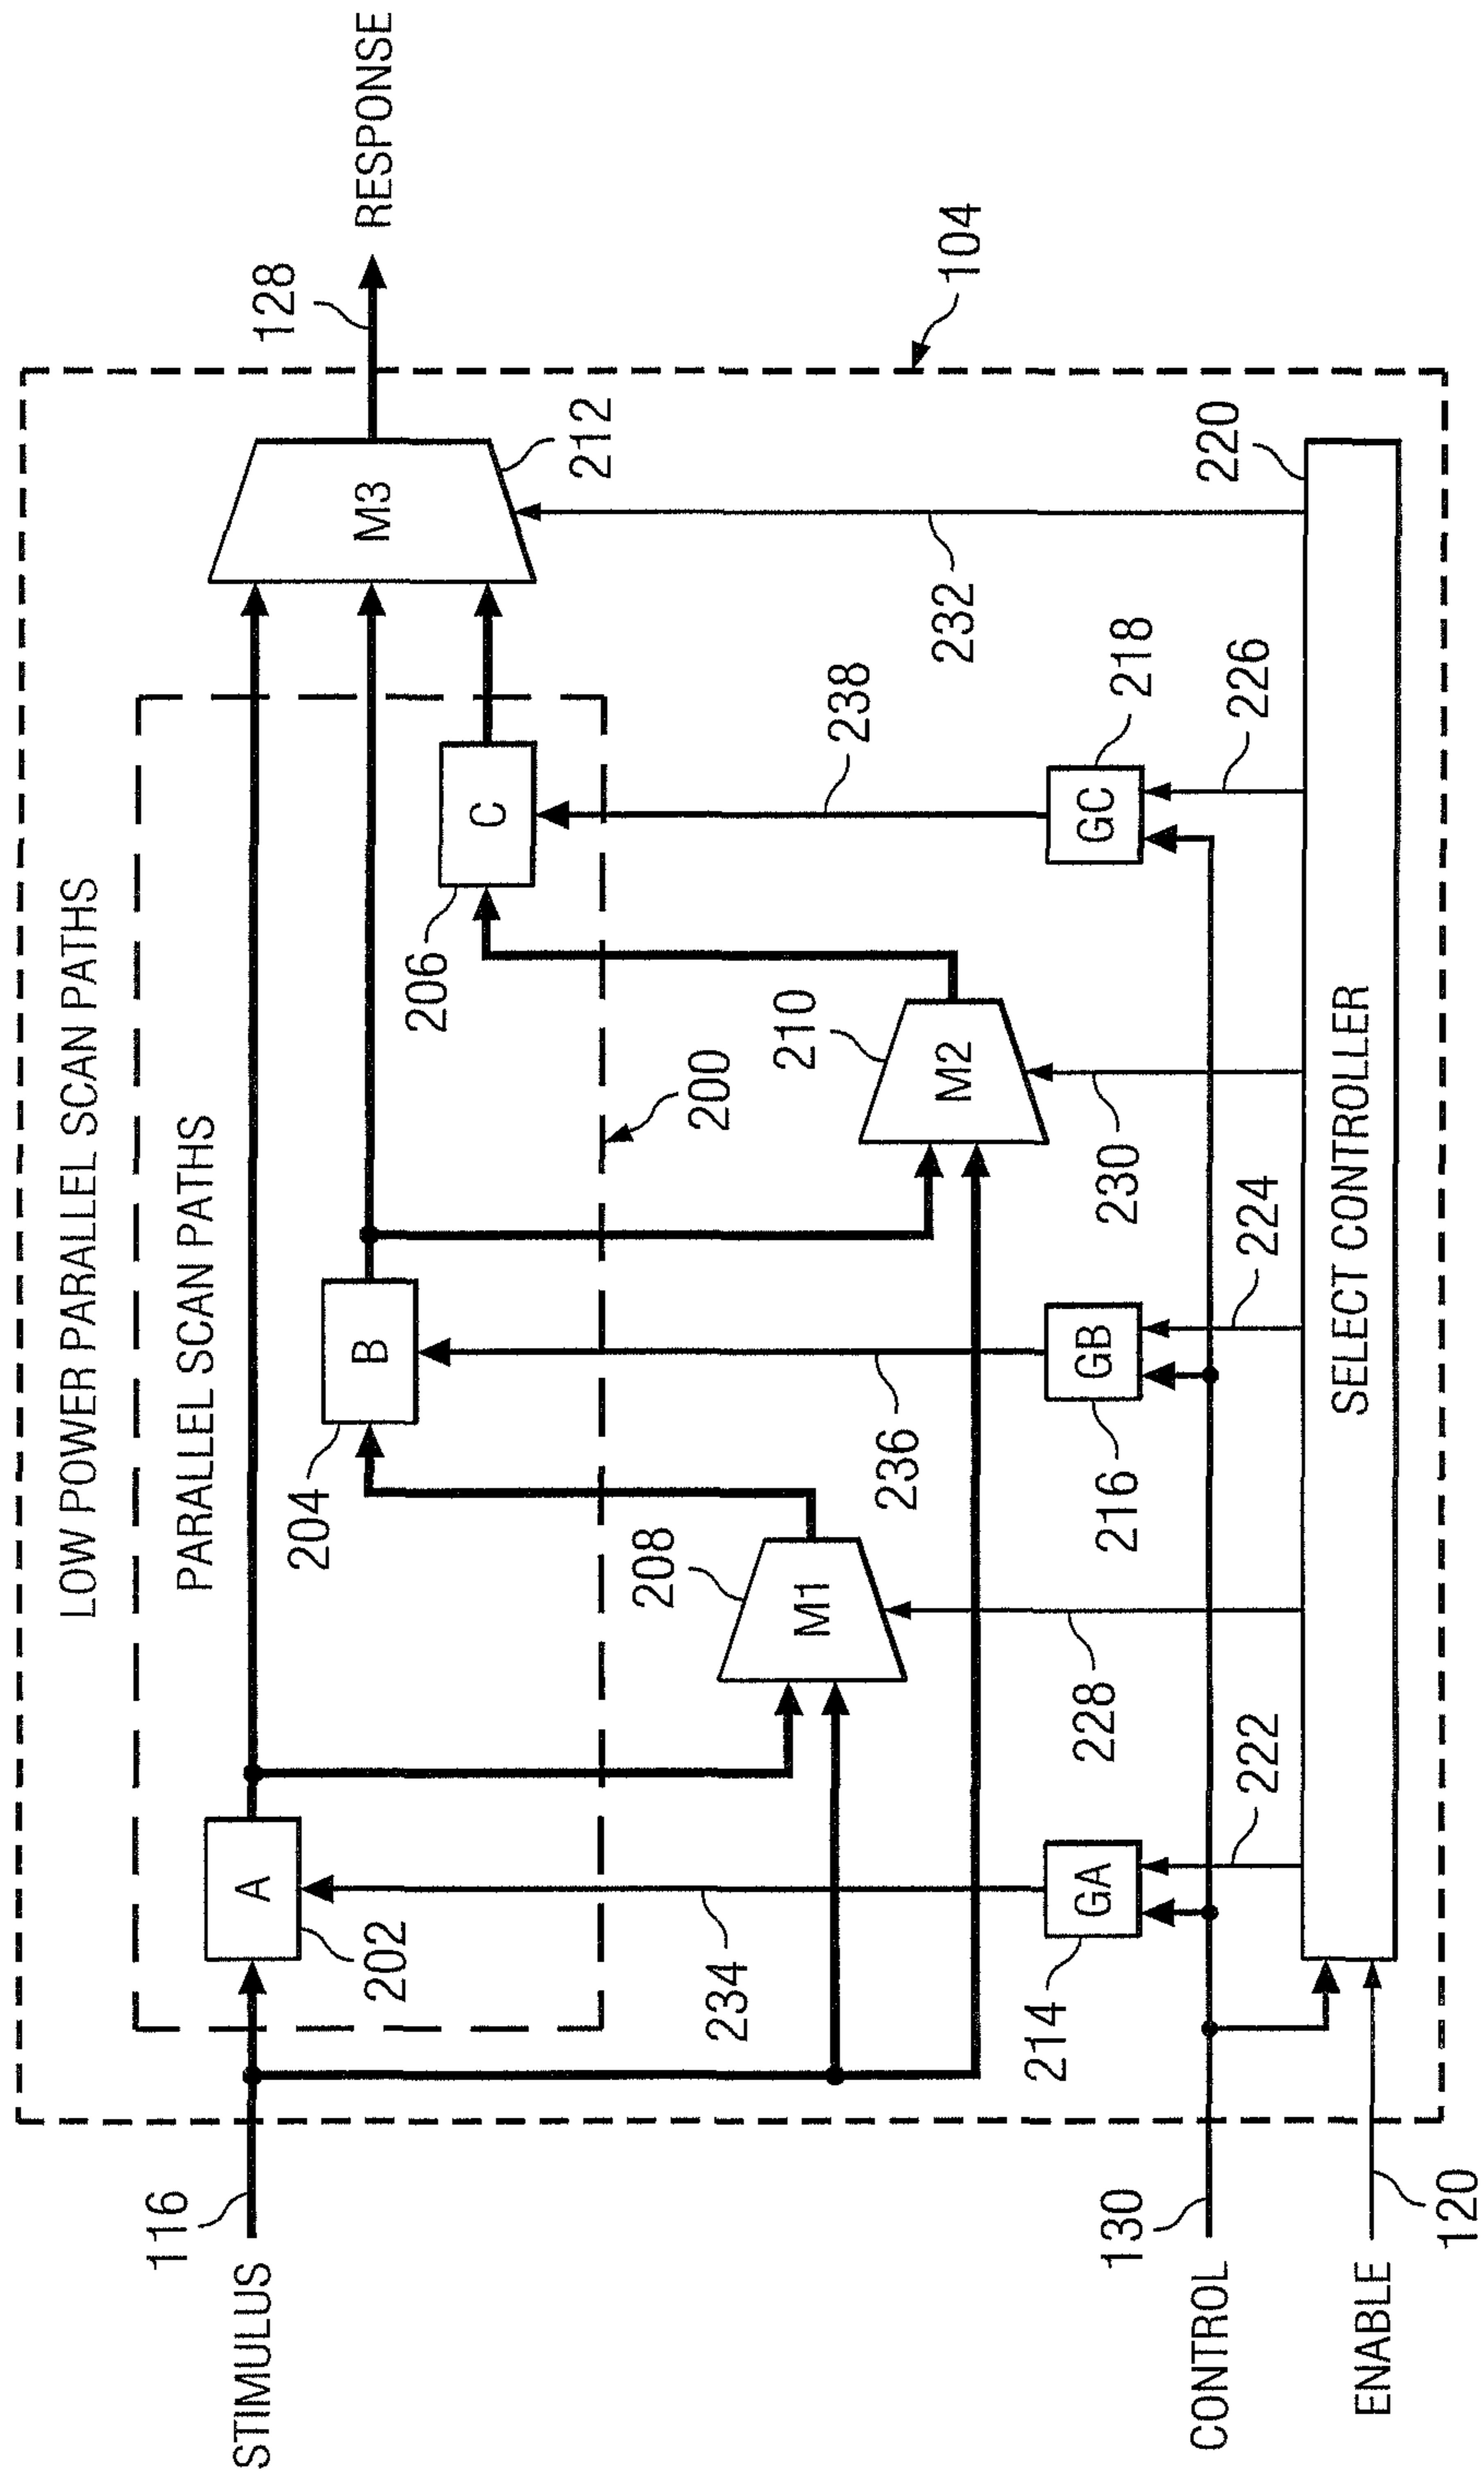 LOW POWER PARALLEL SCAN PATHS
PARALLEL SCAN PATHS
STIMULUS
116
A
202
204
B
206
C
M3
212
128
RESPONSE
104
200
208
M1
210
M2
234
236
238
232
214
GA
216
GB
GC
218
222
228
224
230
226
220
CONTROL
130
ENABLE
120
SELECT CONTROLLER